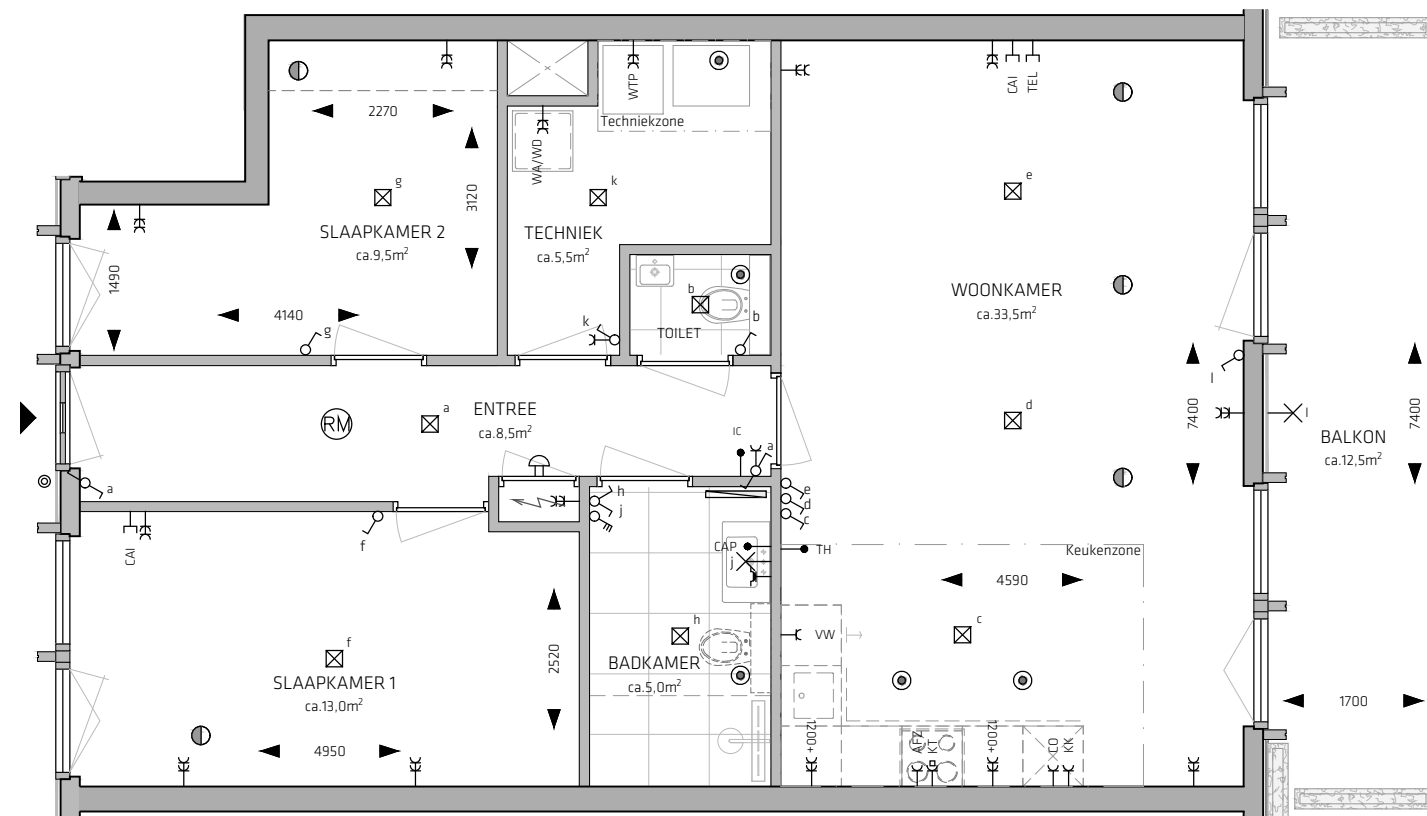 CAI
TEL
WTP
2270
Techniekzone
WA/WD
3120
g
k
e
SLAAPKAMER 2
ca.9,5m²
TECHNIEK
ca.5,5m²
1490
WOONKAMER
ca.33,5m²
b
b
4140
g
k
TOILET
l
7400
7400
RM
a
ENTREE
ca.8,5m²
d
l
BALKON
ca.12,5m²
IC
a
a
h
j
e
d
c
f
CAI
CAP
j
TH
Keukenzone
4590
2520
h
VW
c
f
SLAAPKAMER 1
ca.13,0m²
BADKAMER
ca.5,0m²
1700
4950
+1200
AFZ
KT
+1200
CO
KK